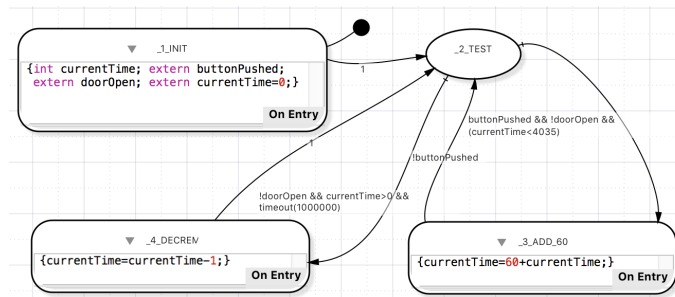 _1_INIT
{int currentTime; extern buttonPushed;
extern doorOpen; extern currentTime=0;}
On Entry
1
_2_TEST
buttonPushed && !doorOpen &&
(currentTime<4035)
!buttonPushed
1
!doorOpen && currentTime>0 &&
timeout(1000000)
_4_DECREM
{currentTime=currentTime-1;}
On Entry
_3_ADD_60
{currentTime=60+currentTime;}
On Entry